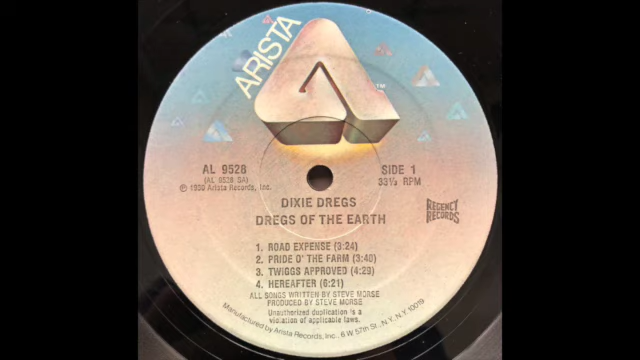 ARISTA
™
AL 9528
(AL 9528 SA)
℗ 1980 Arista Records, Inc.
SIDE 1
33⅓ RPM
DIXIE DREGS
DREGS OF THE EARTH
REGENCY
RECORDS
1. ROAD EXPENSE (3:24)
2. PRIDE O' THE FARM (3:40)
3. TWIGGS APPROVED (4:29)
4. HEREAFTER (6:21)
ALL SONGS WRITTEN BY STEVE MORSE
PRODUCED BY STEVE MORSE
Unauthorized duplication is a
violation of applicable laws.
Manufactured by Arista Records, Inc., 6 W. 57th St., N.Y., N.Y. 10019